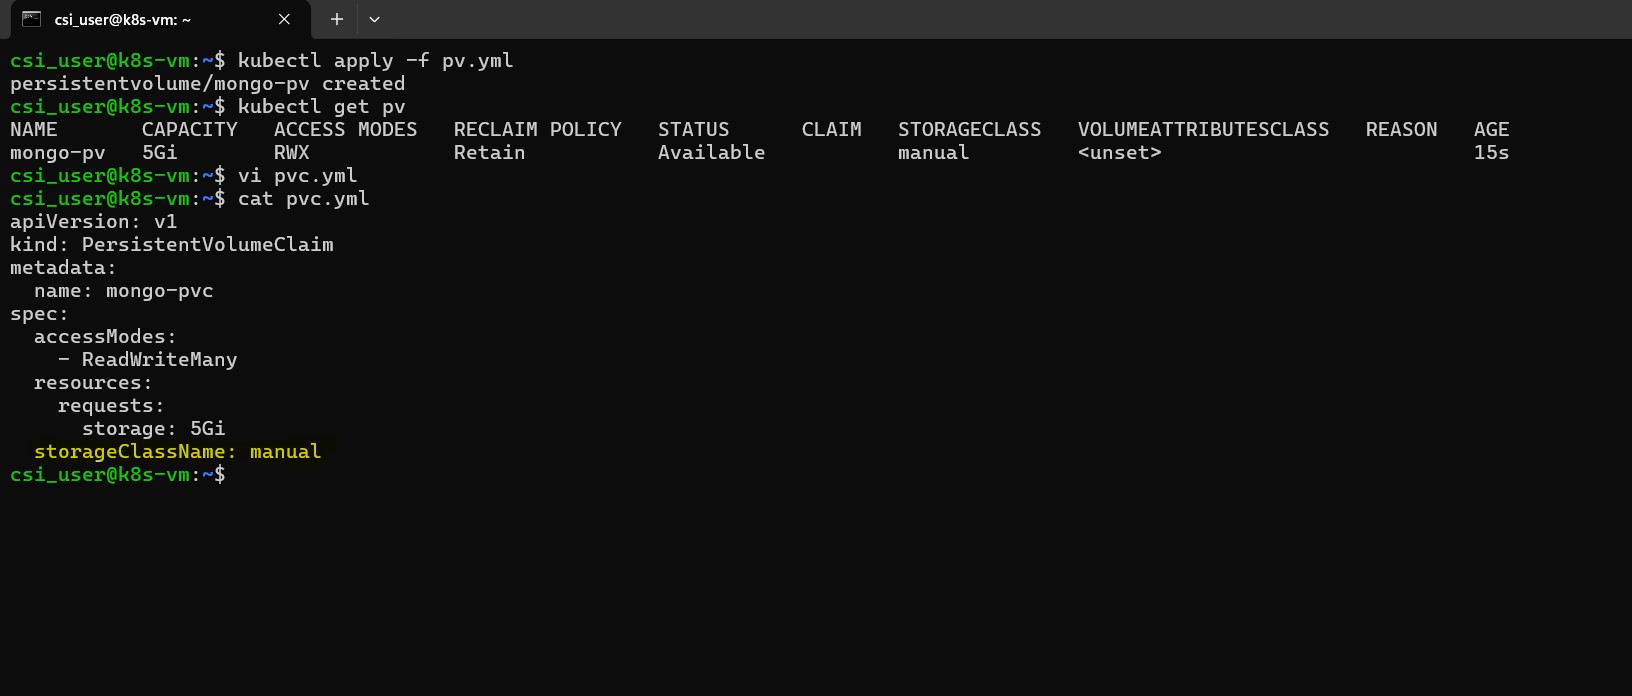 csi_user@k8s-vm: ~
csi_user@k8s-vm:~$ kubectl apply -f pv.yml
persistentvolume/mongo-pv created
csi_user@k8s-vm:~$ kubectl get pv
NAME CAPACITY ACCESS MODES RECLAIM POLICY STATUS CLAIM STORAGECLASS VOLUMEATTRIBUTESCLASS REASON AGE
mongo-pv 5Gi RWX Retain Available manual <unset> 15s
csi_user@k8s-vm:~$ vi pvc.yml
csi_user@k8s-vm:~$ cat pvc.yml
apiVersion: v1
kind: PersistentVolumeClaim
metadata:
  name: mongo-pvc
spec:
  accessModes:
    - ReadWriteMany
  resources:
    requests:
      storage: 5Gi
  storageClassName: manual
csi_user@k8s-vm:~$